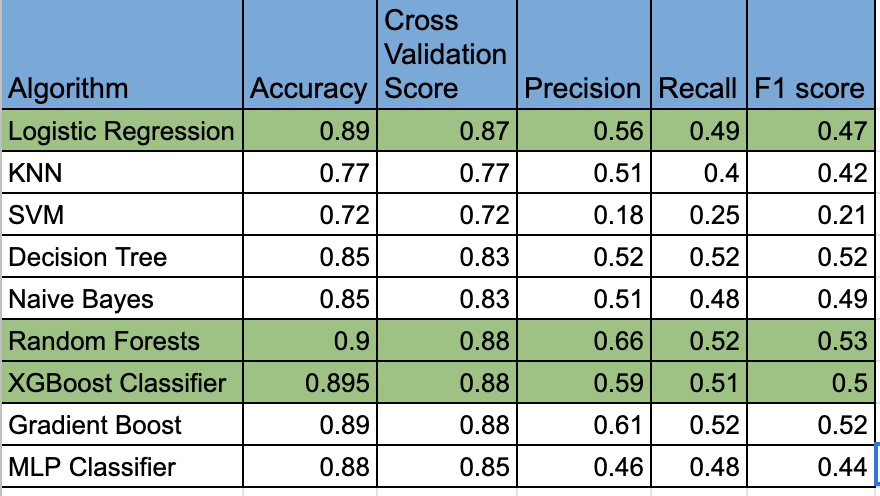 Algorithm Accuracy Cross Validation Score Precision Recall F1 score
Logistic Regression 0.89 0.87 0.56 0.49 0.47
KNN 0.77 0.77 0.51 0.4 0.42
SVM 0.72 0.72 0.18 0.25 0.21
Decision Tree 0.85 0.83 0.52 0.52 0.52
Naive Bayes 0.85 0.83 0.51 0.48 0.49
Random Forests 0.9 0.88 0.66 0.52 0.53
XGBoost Classifier 0.895 0.88 0.59 0.51 0.5
Gradient Boost 0.89 0.88 0.61 0.52 0.52
MLP Classifier 0.88 0.85 0.46 0.48 0.44